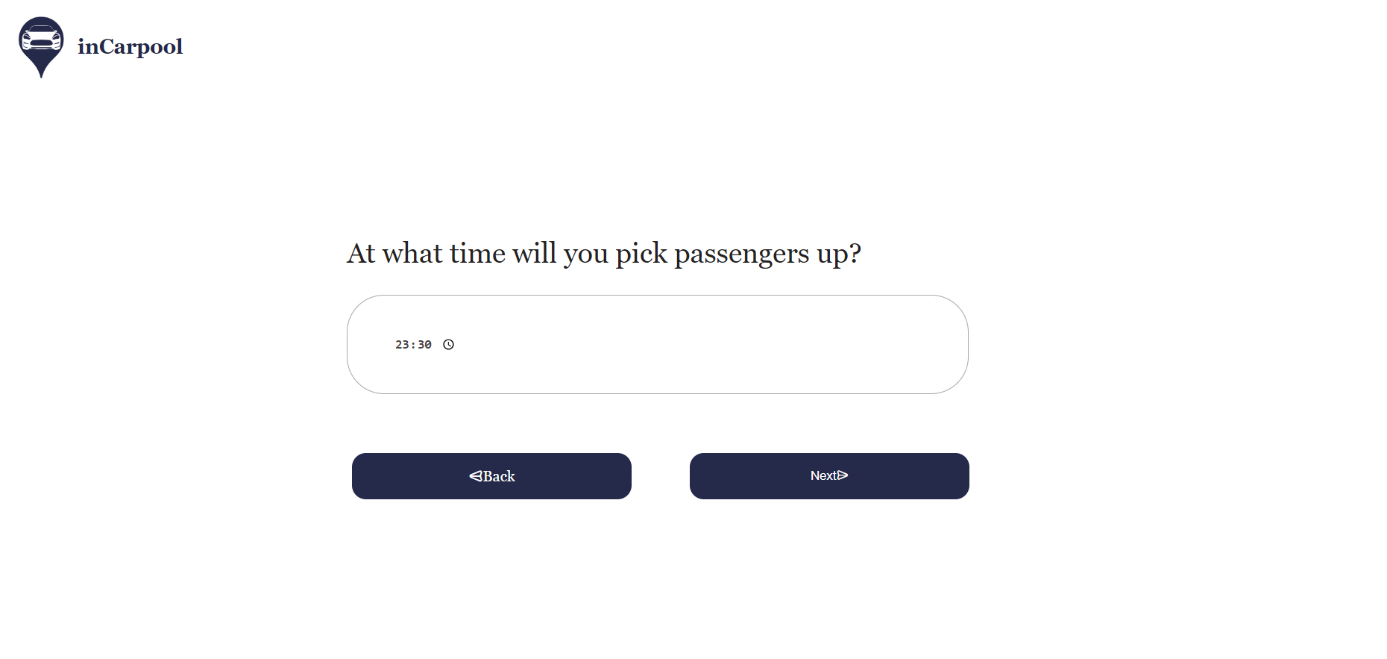 inCarpool
At what time will you pick passengers up?
23:30
Back
Next